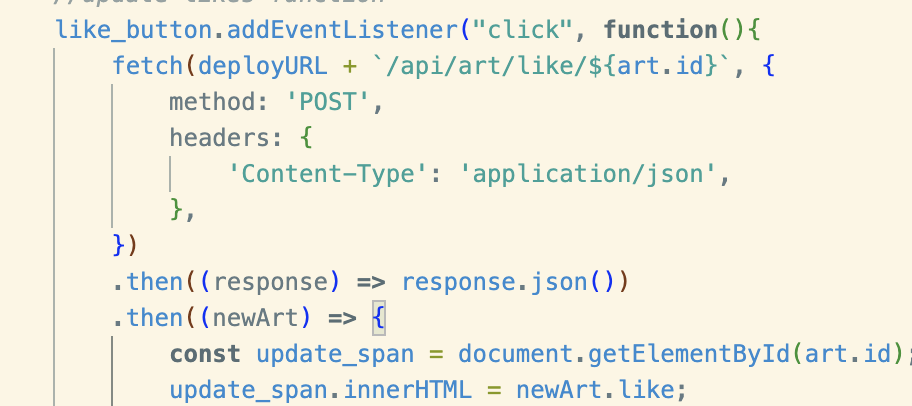 //update likes function
like_button.addEventListener("click", function(){
fetch(deployURL + `/api/art/like/${art.id}`, {
method: 'POST',
headers: {
'Content-Type': 'application/json',
},
})
.then((response) => response.json())
.then((newArt) => {
const update_span = document.getElementById(art.id);
update_span.innerHTML = newArt.like;